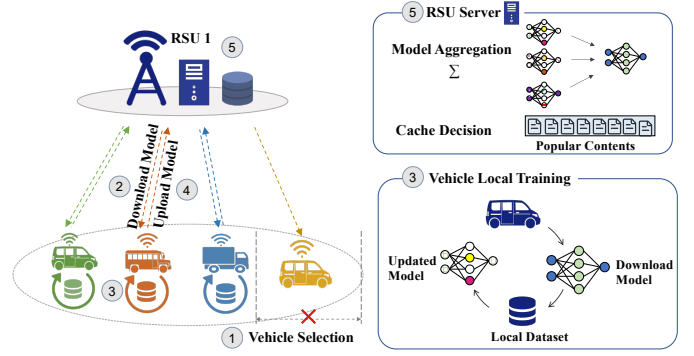 RSU 1
5
2
Download Model
Upload Model
4
3
1
Vehicle Selection
5
RSU Server
Model Aggregation
Σ
Cache Decision
Popular Contents
3
Vehicle Local Training
Updated
Model
Download
Model
Local Dataset